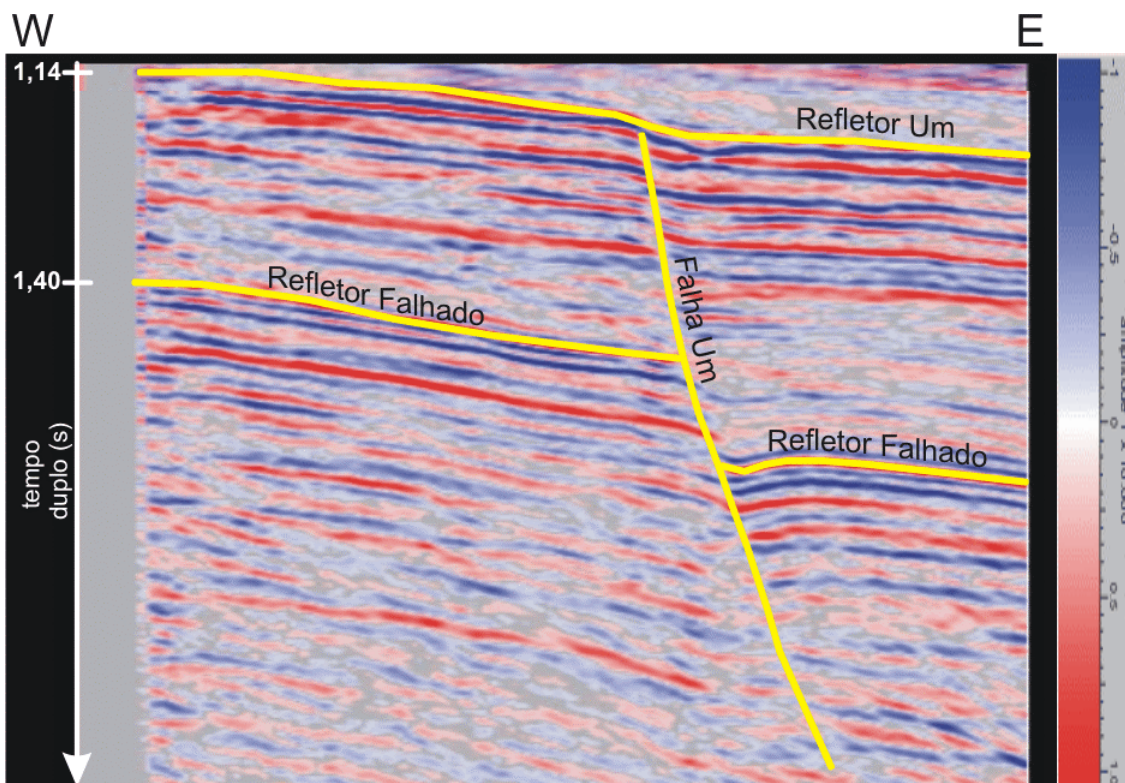 W
E
1,14
Refletor Um
1,40
Refletor Falhado
Falha Um
Refletor Falhado
tempo
duplo (s)
-1
-0,5
0
0,5
1,0